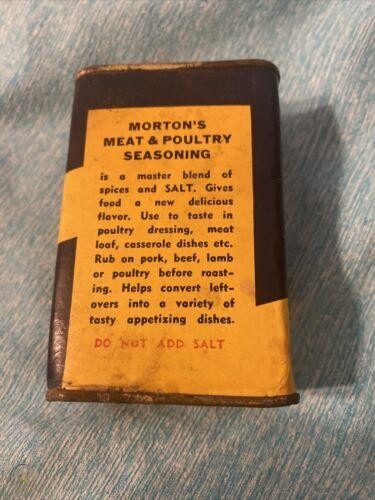 MORTON'S
MEAT & POULTRY
SEASONING
is a master blend of
spices and SALT. Gives
food a new delicious
flavor. Use to taste in
poultry dressing, meat
loaf, casserole dishes etc.
Rub on pork, beef, lamb
or poultry before roast-
ing. Helps convert left-
overs into a variety of
tasty appetizing dishes.
DO NOT ADD SALT